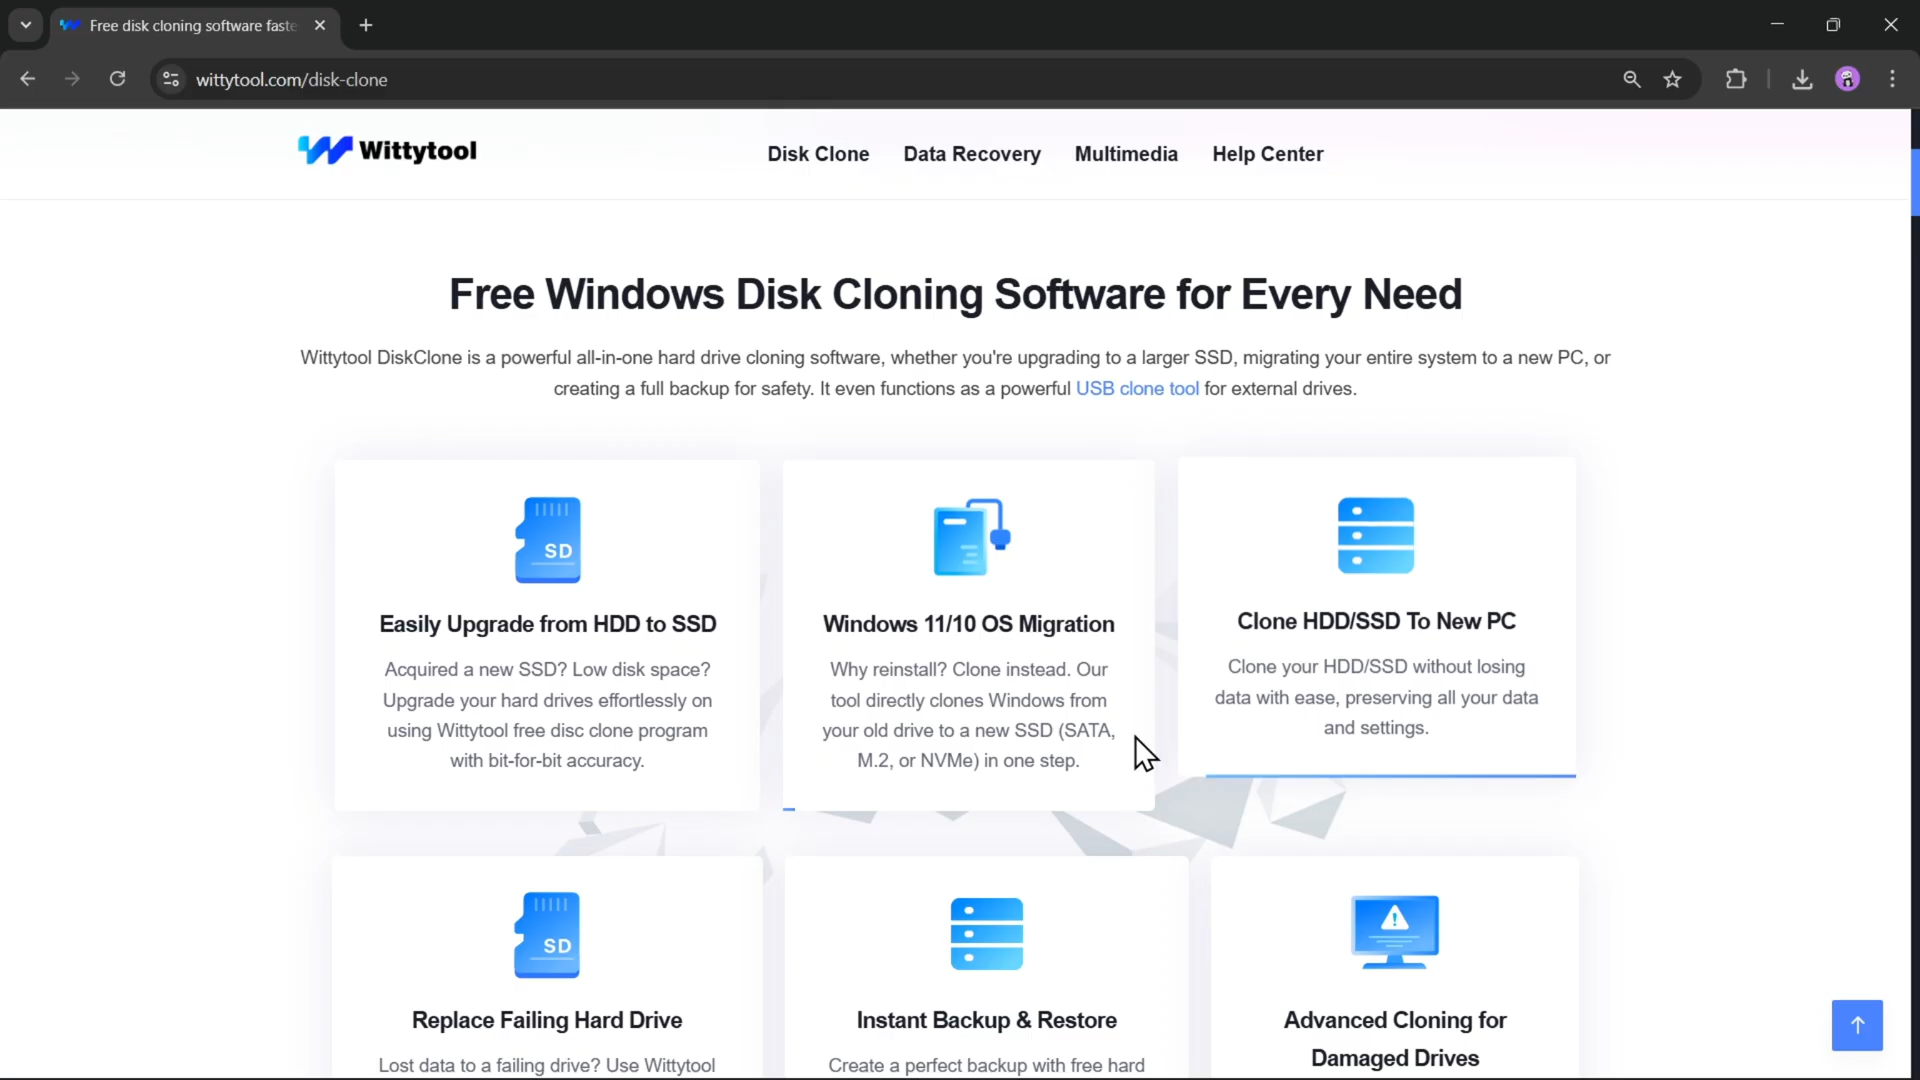 Free disk cloning software faste
wittytool.com/disk-clone
Wittytool
Disk Clone
Data Recovery
Multimedia
Help Center
Free Windows Disk Cloning Software for Every Need
Wittytool DiskClone is a powerful all-in-one hard drive cloning software, whether you're upgrading to a larger SSD, migrating your entire system to a new PC, or
creating a full backup for safety. It even functions as a powerful USB clone tool for external drives.
SD
Easily Upgrade from HDD to SSD
Acquired a new SSD? Low disk space?
Upgrade your hard drives effortlessly on
using Wittytool free disc clone program
with bit-for-bit accuracy.
Windows 11/10 OS Migration
Why reinstall? Clone instead. Our
tool directly clones Windows from
your old drive to a new SSD (SATA,
M.2, or NVMe) in one step.
Clone HDD/SSD To New PC
Clone your HDD/SSD without losing
data with ease, preserving all your data
and settings.
SD
Replace Failing Hard Drive
Lost data to a failing drive? Use Wittytool
Instant Backup & Restore
Create a perfect backup with free hard
Advanced Cloning for
Damaged Drives